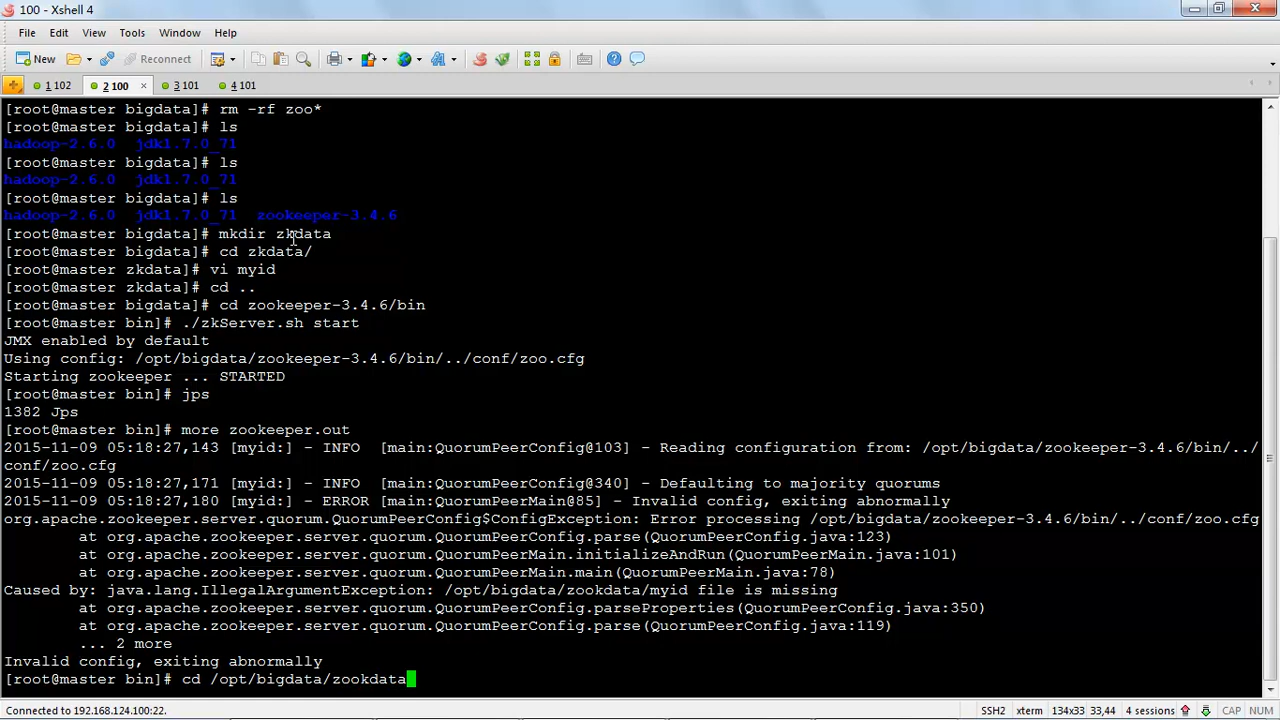 100 - Xshell 4
File Edit View Tools Window Help
New Reconnect
1 102 2 100 × 3 101 4 101
[root@master bigdata]# rm -rf zoo*
[root@master bigdata]# ls
hadoop-2.6.0 jdk1.7.0_71
[root@master bigdata]# ls
hadoop-2.6.0 jdk1.7.0_71
[root@master bigdata]# ls
hadoop-2.6.0 jdk1.7.0_71 zookeeper-3.4.6
[root@master bigdata]# mkdir zkdata
[root@master bigdata]# cd zkdata/
[root@master zkdata]# vi myid
[root@master zkdata]# cd ..
[root@master bigdata]# cd zookeeper-3.4.6/bin
[root@master bin]# ./zkServer.sh start
JMX enabled by default
Using config: /opt/bigdata/zookeeper-3.4.6/bin/../conf/zoo.cfg
Starting zookeeper ... STARTED
[root@master bin]# jps
1382 Jps
[root@master bin]# more zookeeper.out
2015-11-09 05:18:27,143 [myid:] - INFO  [main:QuorumPeerConfig@103] - Reading configuration from: /opt/bigdata/zookeeper-3.4.6/bin/../
conf/zoo.cfg
2015-11-09 05:18:27,171 [myid:] - INFO  [main:QuorumPeerConfig@340] - Defaulting to majority quorums
2015-11-09 05:18:27,180 [myid:] - ERROR [main:QuorumPeerMain@85] - Invalid config, exiting abnormally
org.apache.zookeeper.server.quorum.QuorumPeerConfig$ConfigException: Error processing /opt/bigdata/zookeeper-3.4.6/bin/../conf/zoo.cfg
at org.apache.zookeeper.server.quorum.QuorumPeerConfig.parse(QuorumPeerConfig.java:123)
at org.apache.zookeeper.server.quorum.QuorumPeerMain.initializeAndRun(QuorumPeerMain.java:101)
at org.apache.zookeeper.server.quorum.QuorumPeerMain.main(QuorumPeerMain.java:78)
Caused by: java.lang.IllegalArgumentException: /opt/bigdata/zookdata/myid file is missing
at org.apache.zookeeper.server.quorum.QuorumPeerConfig.parseProperties(QuorumPeerConfig.java:350)
at org.apache.zookeeper.server.quorum.QuorumPeerConfig.parse(QuorumPeerConfig.java:119)
... 2 more
Invalid config, exiting abnormally
[root@master bin]# cd /opt/bigdata/zookdata
Connected to 192.168.124.100:22. SSH2 xterm 134x33 33,44 4 sessions CAP NUM